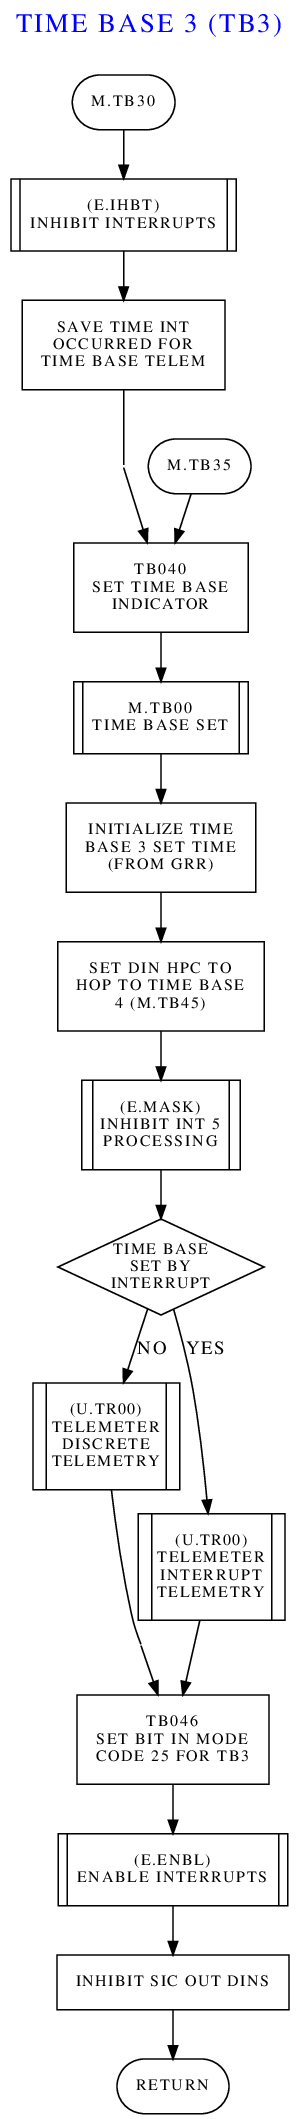 TIME BASE 3 (TB3)
M.TB30
(E.IHBT)
INHIBIT INTERRUPTS
SAVE TIME INT
OCCURRED FOR
TIME BASE TELEM
M.TB35
TB040
SET TIME BASE
INDICATOR
M.TB00
TIME BASE SET
INITIALIZE TIME
BASE 3 SET TIME
(FROM GRR)
SET DIN HPC TO
HOP TO TIME BASE
4 (M.TB45)
(E.MASK)
INHIBIT INT 5
PROCESSING
TIME BASE
SET BY
INTERRUPT
NO
YES
(U.TR00)
TELEMETER
DISCRETE
TELEMETRY
(U.TR00)
TELEMETER
INTERRUPT
TELEMETRY
TB046
SET BIT IN MODE
CODE 25 FOR TB3
(E.ENBL)
ENABLE INTERRUPTS
INHIBIT SIC OUT DINS
RETURN